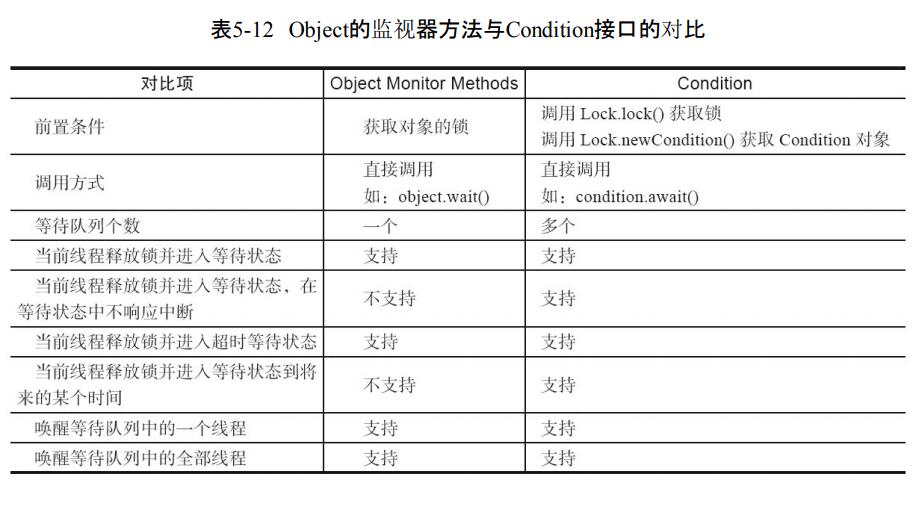 表5-12 Object的监视器方法与Condition接口的对比
对比项 Object Monitor Methods Condition
前置条件 获取对象的锁 调用 Lock.lock() 获取锁
调用 Lock.newCondition() 获取 Condition 对象
调用方式 直接调用 直接调用
如：object.wait() 如：condition.await()
等待队列个数 一个 多个
当前线程释放锁并进入等待状态 支持 支持
当前线程释放锁并进入等待状态，在
等待状态中不响应中断 不支持 支持
当前线程释放锁并进入超时等待状态 支持 支持
当前线程释放锁并进入等待状态到将
来的某个时间 不支持 支持
唤醒等待队列中的一个线程 支持 支持
唤醒等待队列中的全部线程 支持 支持